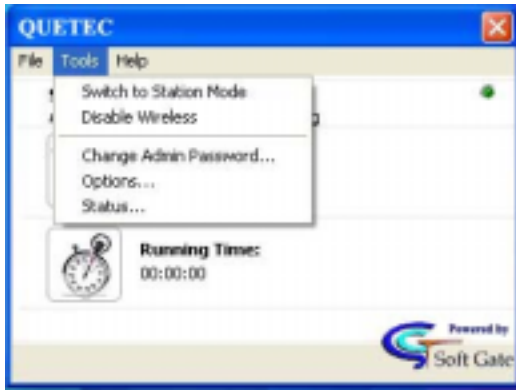 QUETEC
File Tools Help
Switch to Station Mode
Disable Wireless
Change Admin Password...
Options...
Status...
Running Time:
00:00:00
Powered by
Soft Gate